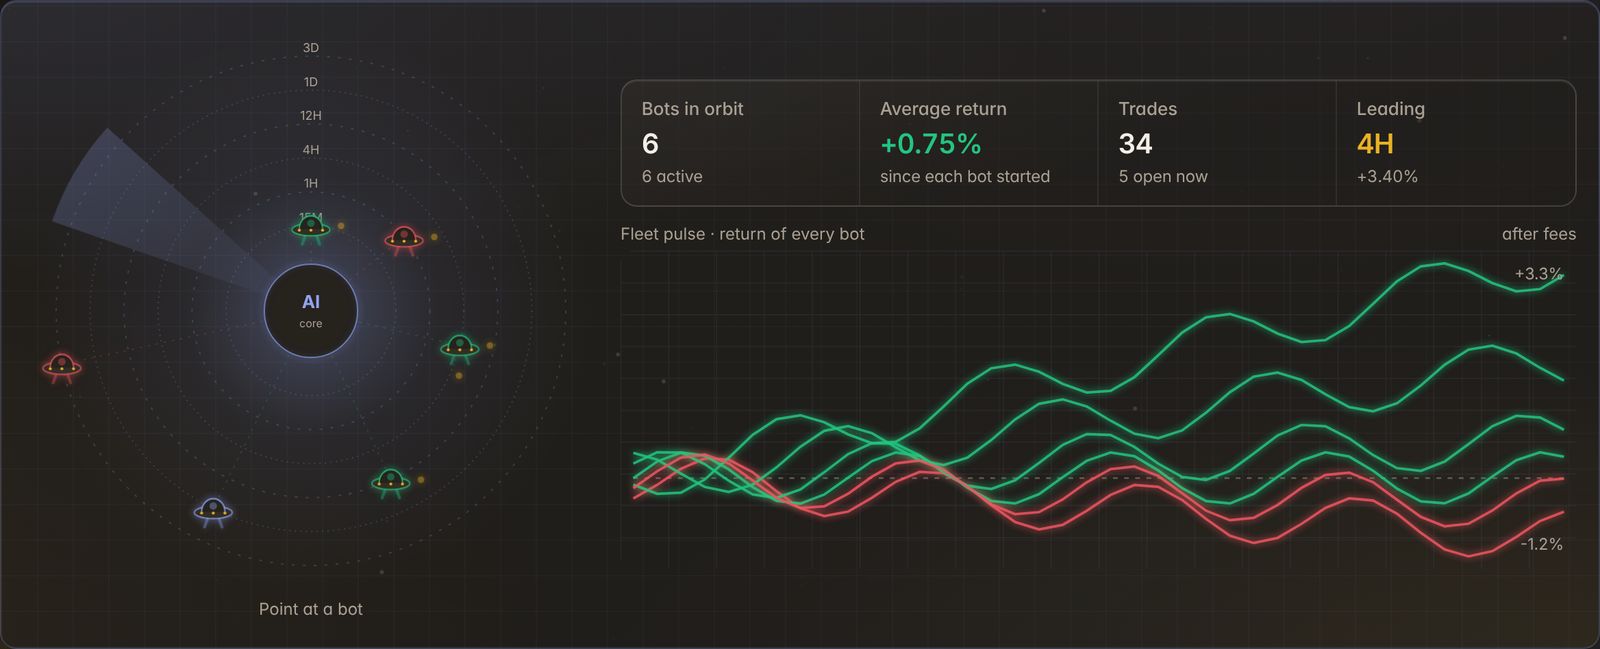 3D
1D
12H
4H
1H
15M
AI
core
Point at a bot
Bots in orbit
6
6 active
Average return
+0.75%
since each bot started
Trades
34
5 open now
Leading
4H
+3.40%
Fleet pulse · return of every bot
after fees
+3.3%
-1.2%